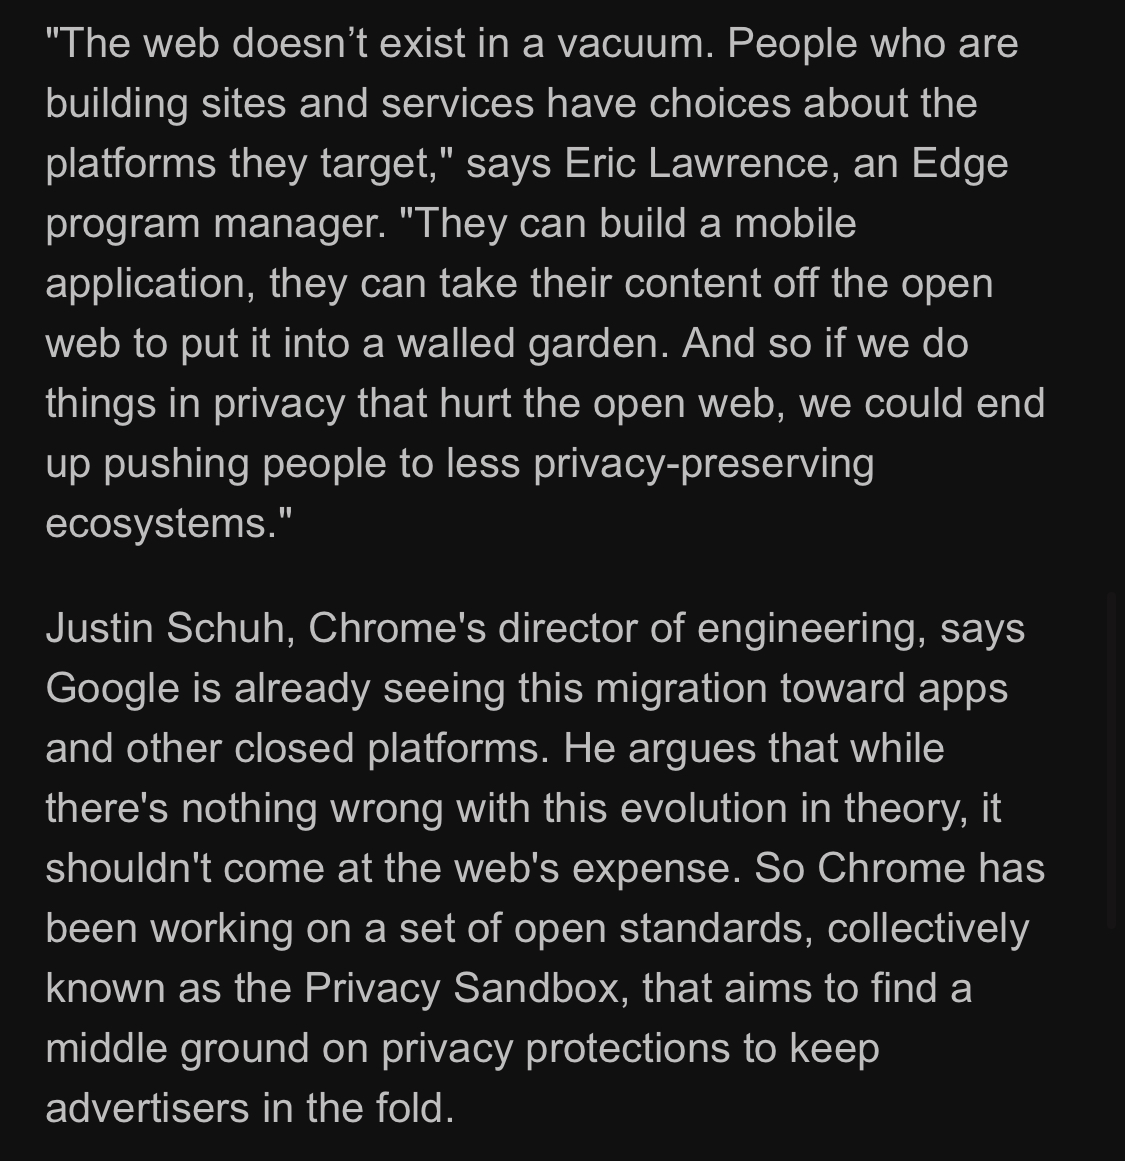 "The web doesn’t exist in a vacuum. People who are
building sites and services have choices about the
platforms they target," says Eric Lawrence, an Edge
program manager. "They can build a mobile
application, they can take their content off the open
web to put it into a walled garden. And so if we do
things in privacy that hurt the open web, we could end
up pushing people to less privacy-preserving
ecosystems."
Justin Schuh, Chrome's director of engineering, says
Google is already seeing this migration toward apps
and other closed platforms. He argues that while
there's nothing wrong with this evolution in theory, it
shouldn't come at the web's expense. So Chrome has
been working on a set of open standards, collectively
known as the Privacy Sandbox, that aims to find a
middle ground on privacy protections to keep
advertisers in the fold.